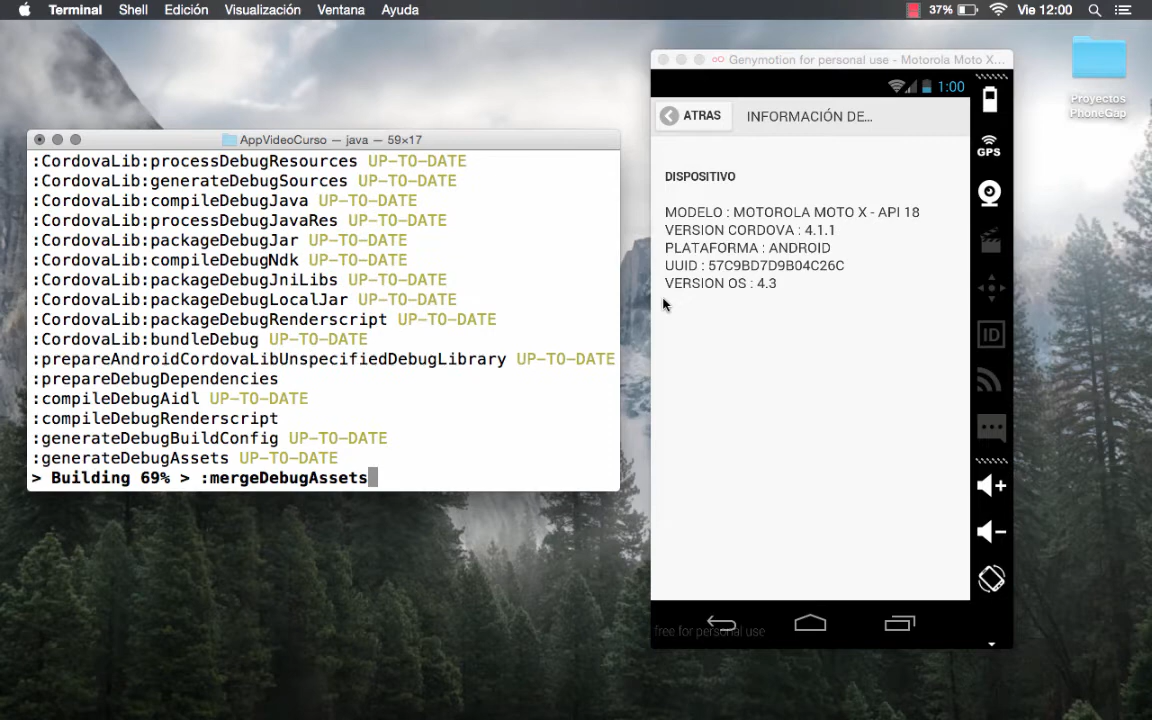 Terminal Shell Edición Visualización Ventana Ayuda 37% Vie 12:00
Proyectos
PhoneGap
AppVideoCurso — java — 59×17
:CordovaLib:processDebugResources UP-TO-DATE
:CordovaLib:generateDebugSources UP-TO-DATE
:CordovaLib:compileDebugJava UP-TO-DATE
:CordovaLib:processDebugJavaRes UP-TO-DATE
:CordovaLib:packageDebugJar UP-TO-DATE
:CordovaLib:compileDebugNdk UP-TO-DATE
:CordovaLib:packageDebugJniLibs UP-TO-DATE
:CordovaLib:packageDebugLocalJar UP-TO-DATE
:CordovaLib:packageDebugRenderscript UP-TO-DATE
:CordovaLib:bundleDebug UP-TO-DATE
:prepareAndroidCordovaLibUnspecifiedDebugLibrary UP-TO-DATE
:prepareDebugDependencies
:compileDebugAidl UP-TO-DATE
:compileDebugRenderscript
:generateDebugBuildConfig UP-TO-DATE
:generateDebugAssets UP-TO-DATE
> Building 69% > :mergeDebugAssets
Genymotion for personal use - Motorola Moto X...
1:00
ATRAS INFORMACIÓN DE...
DISPOSITIVO
MODELO : MOTOROLA MOTO X - API 18
VERSION CORDOVA : 4.1.1
PLATAFORMA : ANDROID
UUID : 57C9BD7D9B04C26C
VERSION OS : 4.3
GPS
ID
free for personal use